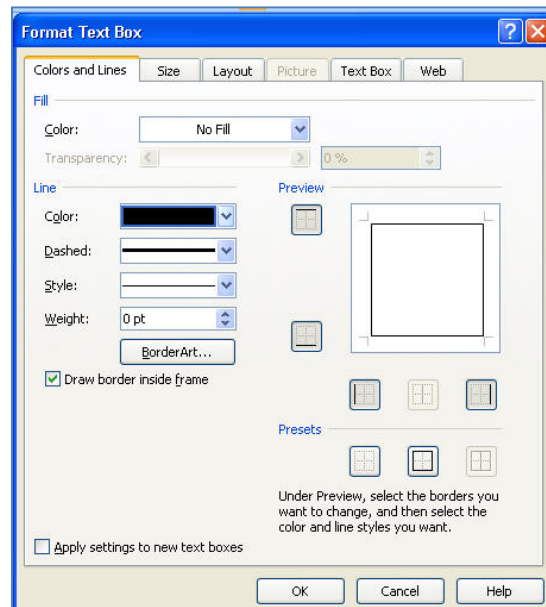 Format Text Box
Colors and Lines Size Layout Picture Text Box Web
Fill
Color: No Fill
Transparency: 0 %
Line Preview
Color:
Dashed:
Style:
Weight: 0 pt
BorderArt...
Draw border inside frame
Presets
Under Preview, select the borders you
want to change, and then select the
color and line styles you want.
Apply settings to new text boxes
OK Cancel Help